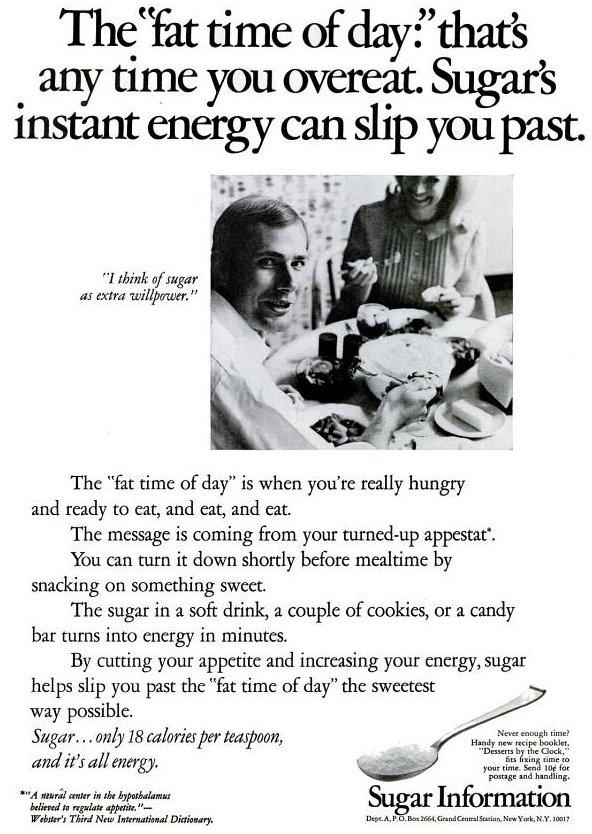 The "fat time of day:" that's
any time you overeat. Sugar's
instant energy can slip you past.
"I think of sugar
as extra willpower."
The "fat time of day" is when you're really hungry
and ready to eat, and eat, and eat.
The message is coming from your turned-up appestat*.
You can turn it down shortly before mealtime by
snacking on something sweet.
The sugar in a soft drink, a couple of cookies, or a candy
bar turns into energy in minutes.
By cutting your appetite and increasing your energy, sugar
helps slip you past the "fat time of day" the sweetest
way possible.
Sugar...only 18 calories per teaspoon,
and it's all energy.
*"A neural center in the hypothalamus
believed to regulate appetite."—
Webster's Third New International Dictionary.
Never enough time?
Handy new recipe booklet,
"Desserts by the Clock,"
fits fixing time to
your time. Send 10¢ for
postage and handling.
Sugar Information
Dept. A, P.O. Box 2664, Grand Central Station, New York, N.Y. 10017